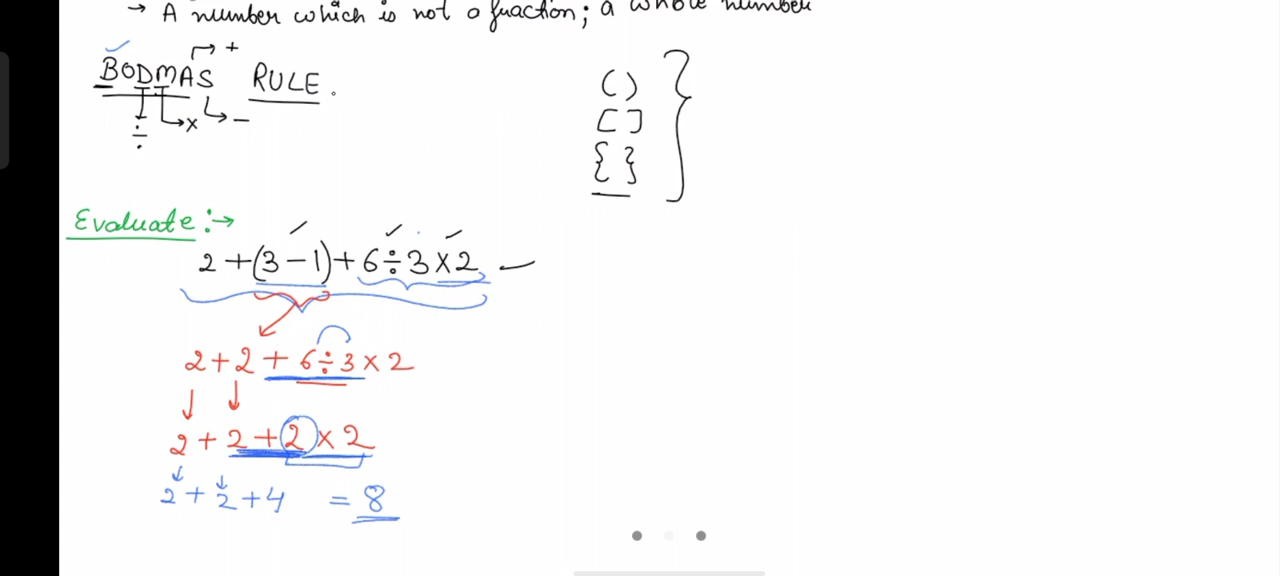 → A number which is not a fraction; a whole number
BODMAS RULE.
+
÷ × −
( )
[ ]
{ }
Evaluate :→
2 + (3 − 1) + 6 ÷ 3 × 2
2 + 2 + 6 ÷ 3 × 2
2 + 2 + 2 × 2
2 + 2 + 4 = 8